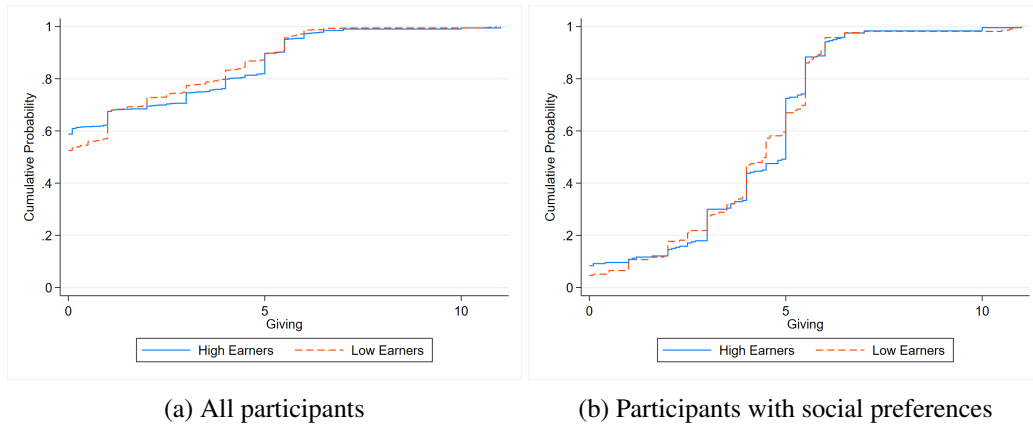 1
.8
.6
.4
.2
0
Cumulative Probability
0 5 10
Giving
High Earners Low Earners
(a) All participants
1
.8
.6
.4
.2
0
Cumulative Probability
0 5 10
Giving
High Earners Low Earners
(b) Participants with social preferences